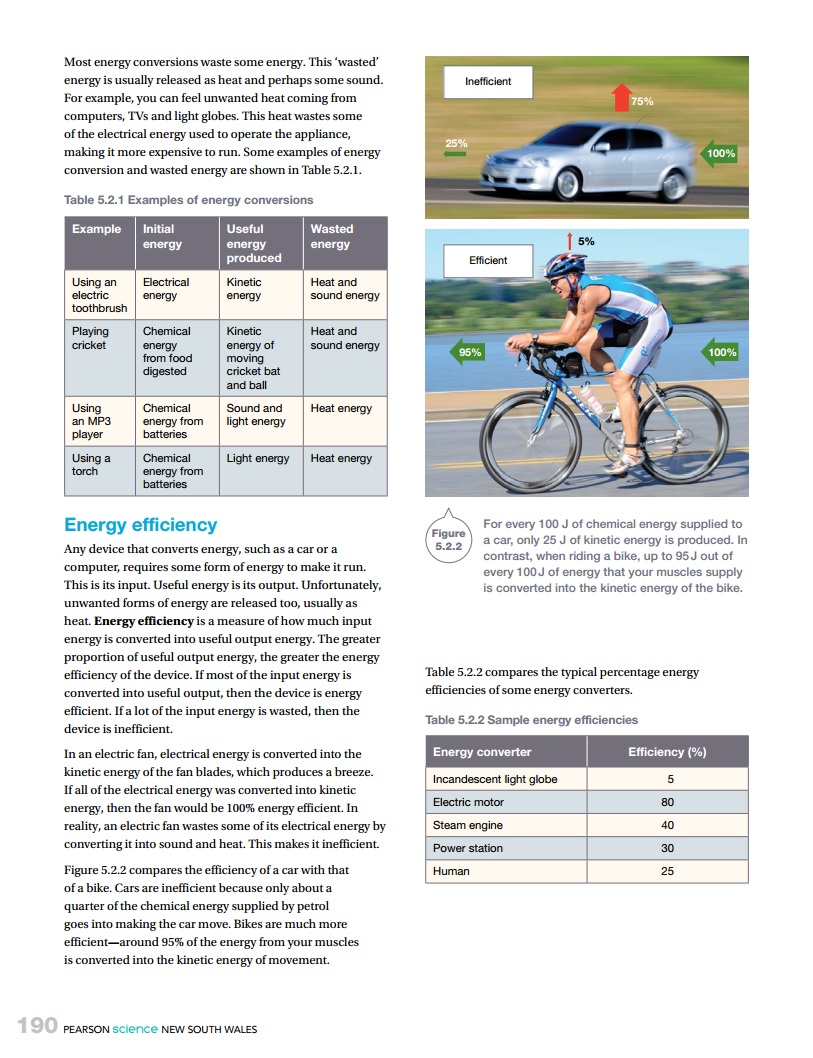 Most energy conversions waste some energy. This ‘wasted’
energy is usually released as heat and perhaps some sound.
For example, you can feel unwanted heat coming from
computers, TVs and light globes. This heat wastes some
of the electrical energy used to operate the appliance,
making it more expensive to run. Some examples of energy
conversion and wasted energy are shown in Table 5.2.1.
Table 5.2.1 Examples of energy conversions
Example
Initial
energy
Useful
energy
produced
Wasted
energy
Using an
electric
toothbrush
Electrical
energy
Kinetic
energy
Heat and
sound energy
Playing
cricket
Chemical
energy
from food
digested
Kinetic
energy of
moving
cricket bat
and ball
Heat and
sound energy
Using
an MP3
player
Chemical
energy from
batteries
Sound and
light energy
Heat energy
Using a
torch
Chemical
energy from
batteries
Light energy
Heat energy
Energy efficiency
Any device that converts energy, such as a car or a
computer, requires some form of energy to make it run.
This is its input. Useful energy is its output. Unfortunately,
unwanted forms of energy are released too, usually as
heat. Energy efficiency is a measure of how much input
energy is converted into useful output energy. The greater
proportion of useful output energy, the greater the energy
efficiency of the device. If most of the input energy is
converted into useful output, then the device is energy
efficient. If a lot of the input energy is wasted, then the
device is inefficient.
In an electric fan, electrical energy is converted into the
kinetic energy of the fan blades, which produces a breeze.
If all of the electrical energy was converted into kinetic
energy, then the fan would be 100% energy efficient. In
reality, an electric fan wastes some of its electrical energy by
converting it into sound and heat. This makes it inefficient.
Figure 5.2.2 compares the efficiency of a car with that
of a bike. Cars are inefficient because only about a
quarter of the chemical energy supplied by petrol
goes into making the car move. Bikes are much more
efficient—around 95% of the energy from your muscles
is converted into the kinetic energy of movement.
Inefficient
75%
25%
100%
5%
Efficient
95%
100%
TREK
Figure
5.2.2
For every 100 J of chemical energy supplied to
a car, only 25 J of kinetic energy is produced. In
contrast, when riding a bike, up to 95 J out of
every 100 J of energy that your muscles supply
is converted into the kinetic energy of the bike.
Table 5.2.2 compares the typical percentage energy
efficiencies of some energy converters.
Table 5.2.2 Sample energy efficiencies
Energy converter Efficiency (%)
Incandescent light globe 5
Electric motor 80
Steam engine 40
Power station 30
Human 25
190 PEARSON science NEW SOUTH WALES